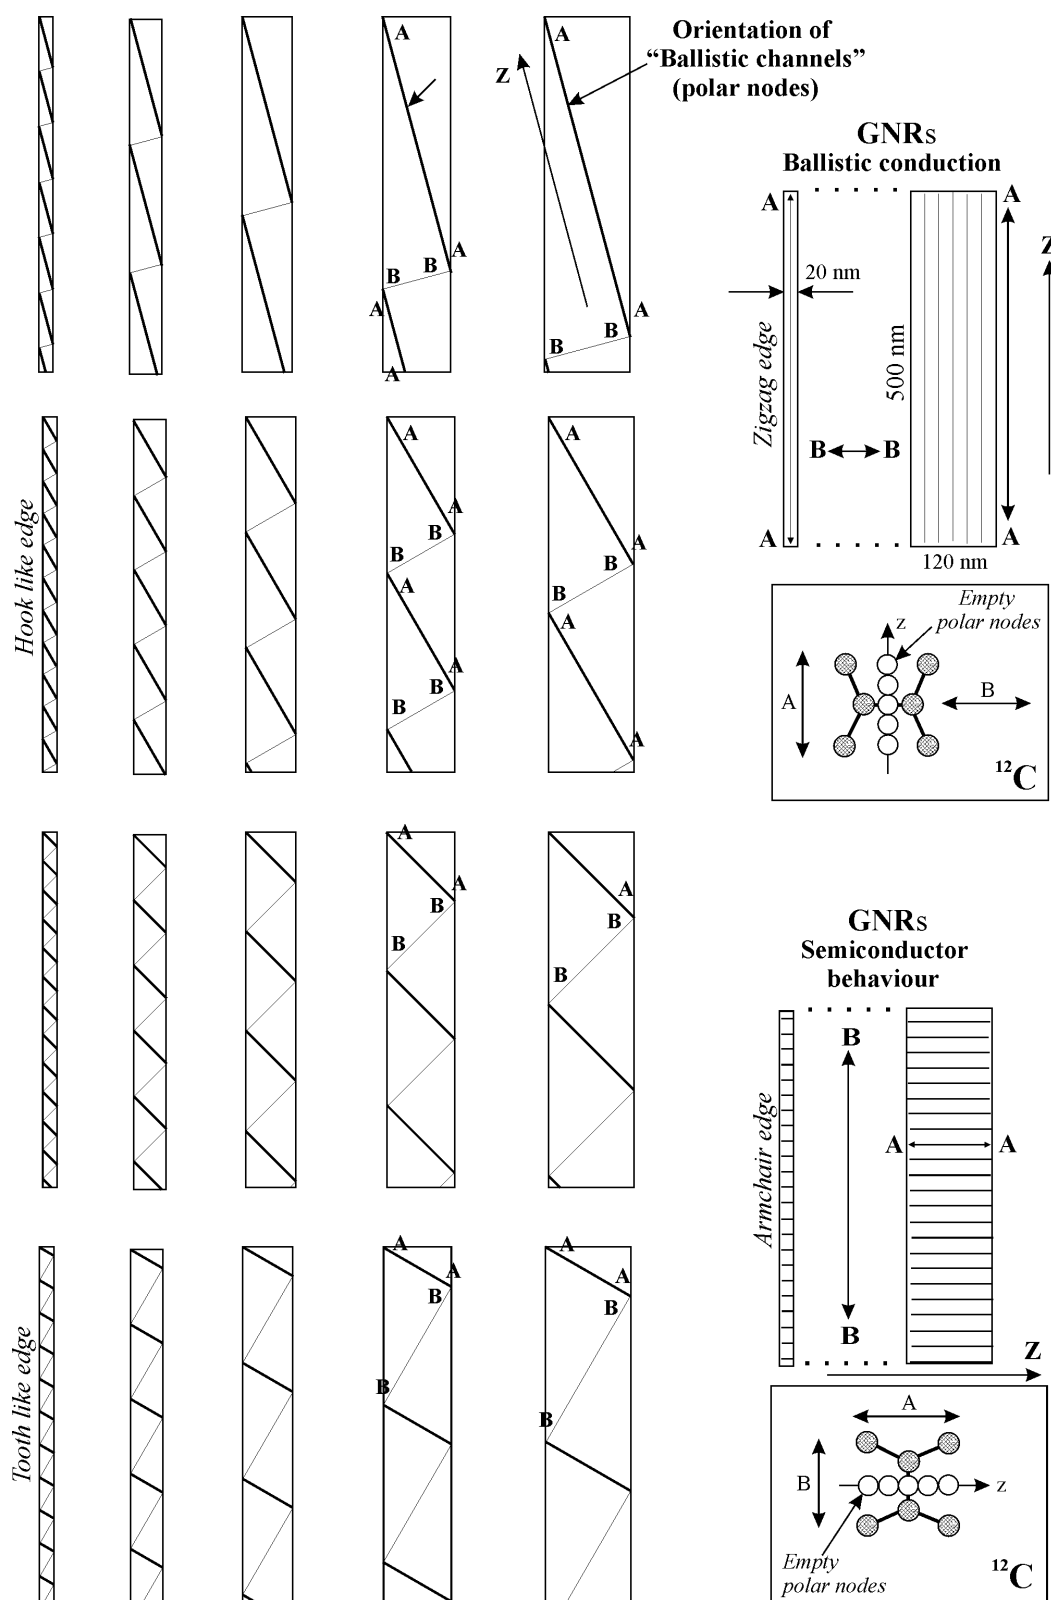 Orientation of
“Ballistic channels”
(polar nodes)
A
A
Z
A
B
B
A
A
A
B
B
GNRs
Ballistic conduction
A
A
Z
20 nm
Zigzag edge
500 nm
B
B
A
A
120 nm
Hook like edge
A
A
B
B
A
A
B
B
A
A
B
B
A
A
Empty
polar nodes
z
A
B
12C
A
A
B
B
A
B
B
GNRs
Semiconductor
behaviour
Armchair edge
B
A
A
B
Z
Tooth like edge
A
A
B
B
A
A
B
B
A
B
z
Empty
polar nodes
12C